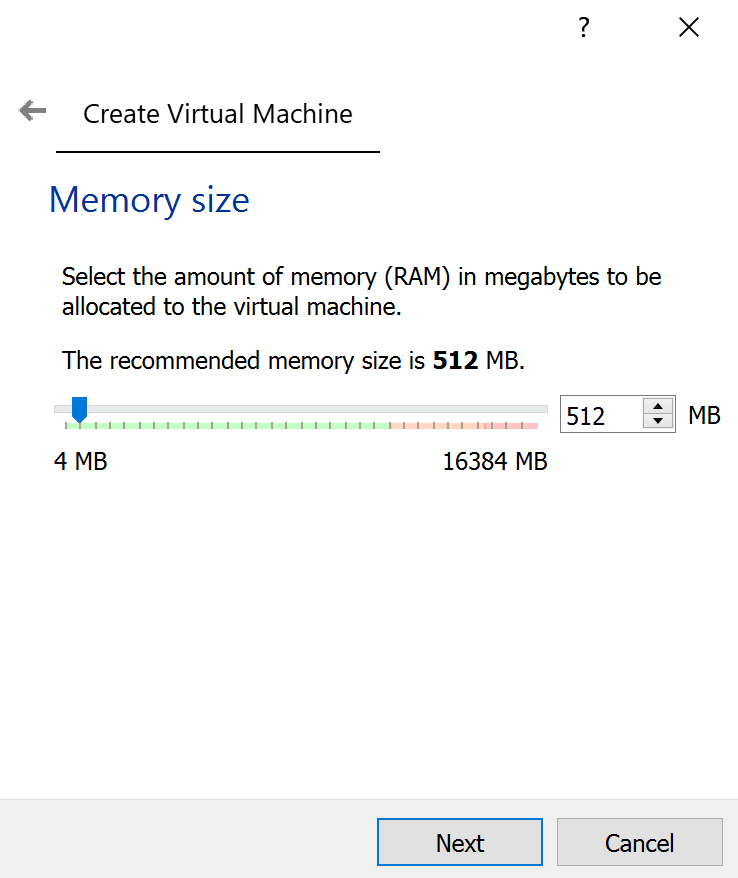 ?
Create Virtual Machine
Memory size
Select the amount of memory (RAM) in megabytes to be
allocated to the virtual machine.
The recommended memory size is 512 MB.
512 MB
4 MB 16384 MB
Next Cancel